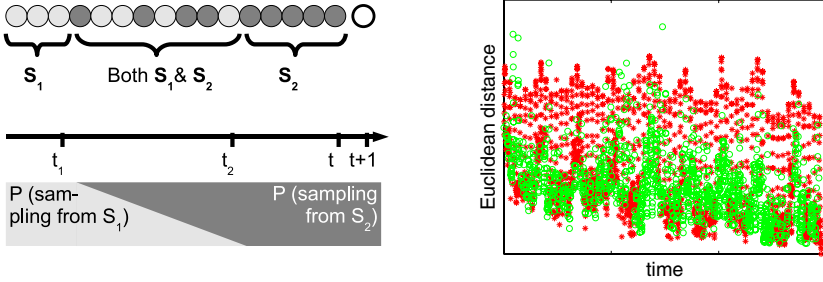 S1
Both S1 & S2
S2
t1
t2
t
t+1
P (sam-
pling from S1)
P (sampling
from S2)
Euclidean distance
time